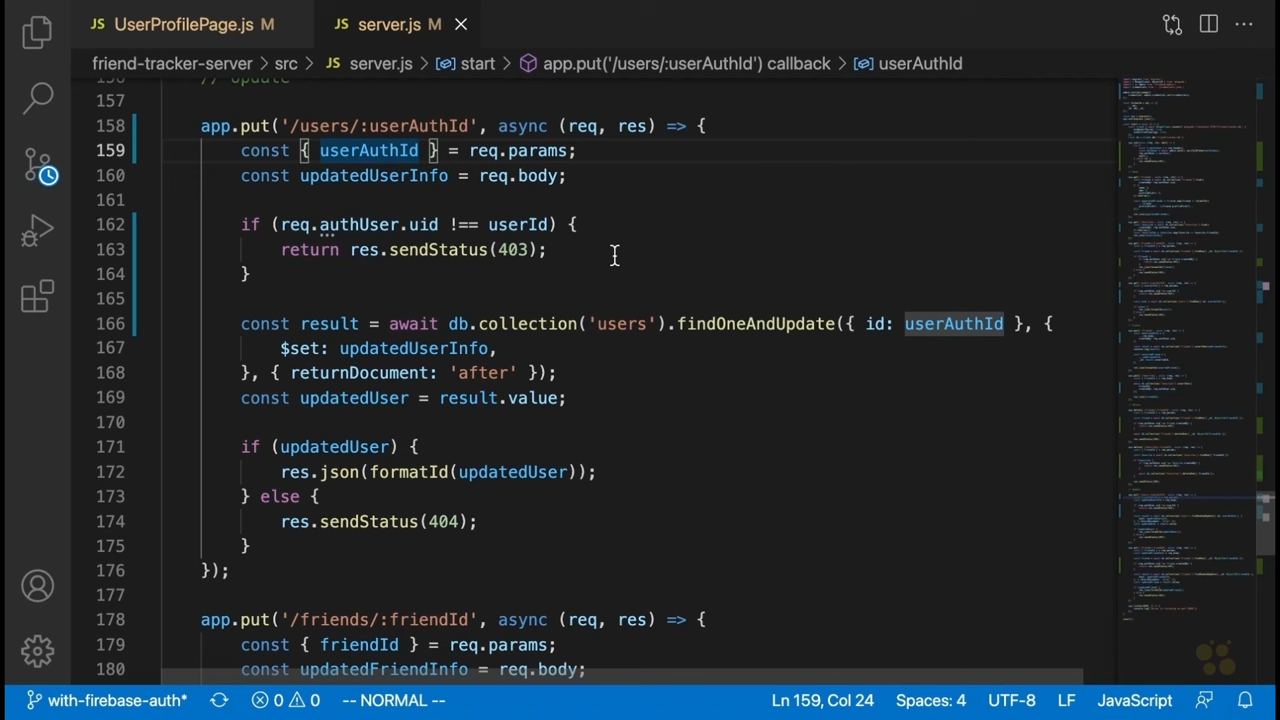 JS UserProfilePage.js M
JS server.js M
friend-tracker-server > src > JS server.js > start > app.put('/users/:userAuthId') callback > userAuthId
// Update
157
158 app.put('/users/:userAuthId', async (req, res) => {
159 const { userAuthId } = req.params;
160 const updatedUserInfo = req.body;
161
162 if (req.authUser.uid == userId) {
163 return res.sendStatus(403);
164 }
165
166 const result = await .collection('users').findOneAndUpdate({ id: userAuthId }, {
167 $set: updatedUserInfo,
168 }, { returnDocument: 'after' });
169 const updatedUser = result.value;
170
171 if (updatedUser) {
172 res.json(formatId(updatedUser));
173 } else {
174 res.sendStatus(404);
175 }
176 });
177
178 app.put('/friends/:friendId', async (req, res) => {
179 const { friendId } = req.params;
180 const updatedFriendInfo = req.body;
with-firebase-auth* 0 0 -- NORMAL -- Ln 159, Col 24 Spaces: 4 UTF-8 LF JavaScript